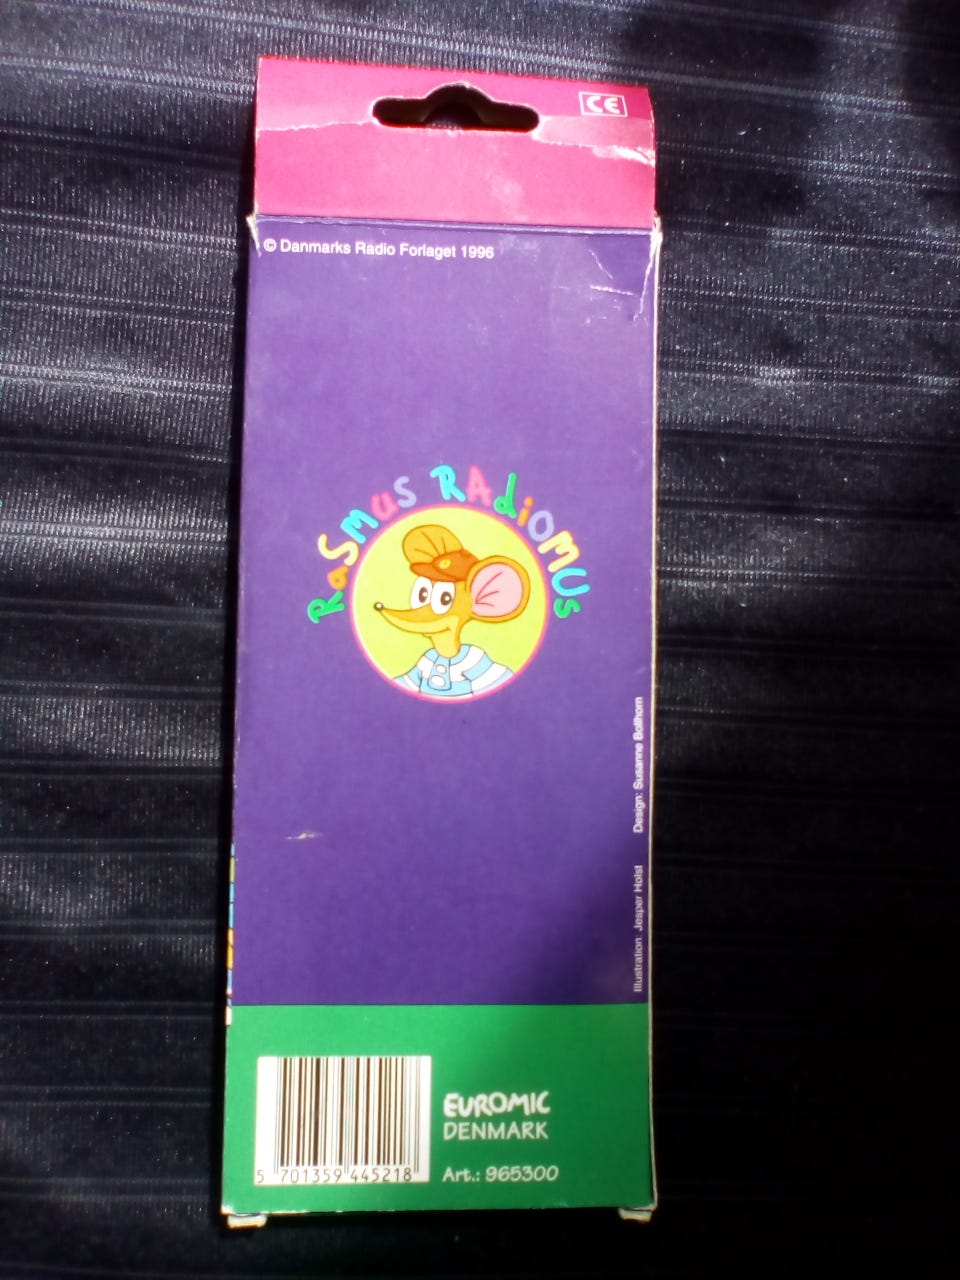 CE
© Danmarks Radio Forlaget 1996
RaSMUS RAdiOMUs
Illustration: Jesper Holst Design: Susanne Bollhorn
EUROMIC
DENMARK
5 701359 445218
Art.: 965300